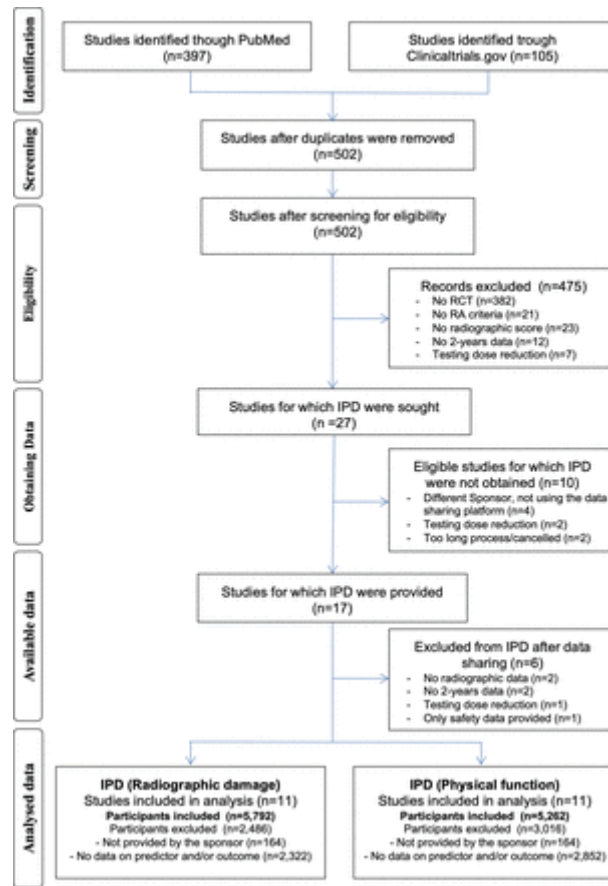 Identification
Studies identified though PubMed
(n=397)
Studies identified trough
Clinicaltrials.gov (n=105)
Screening
Studies after duplicates were removed
(n=502)
Eligibility
Studies after screening for eligibility
(n=502)
Records excluded (n=475)
- No RCT (n=382)
- No RA criteria (n=21)
- No radiographic score (n=23)
- No 2-years data (n=12)
- Testing dose reduction (n=7)
Obtaining Data
Studies for which IPD were sought
(n =27)
Eligible studies for which IPD
were not obtained (n=10)
- Different Sponsor, not using the data
sharing platform (n=4)
- Testing dose reduction (n=2)
- Too long process/cancelled (n=2)
Available data
Studies for which IPD were provided
(n=17)
Excluded from IPD after data
sharing (n=6)
- No radiographic data (n=2)
- No 2-years data (n=2)
- Testing dose reduction (n=1)
- Only safety data provided (n=1)
Analysed data
IPD (Radiographic damage)
Studies included in analysis (n=11)
Participants included (n=5,792)
Participants excluded (n=2,486)
- Not provided by the sponsor (n=164)
- No data on predictor and/or outcome (n=2,322)
IPD (Physical function)
Studies included in analysis (n=11)
Participants included (n=5,262)
Participants excluded (n=3,016)
- Not provided by the sponsor (n=164)
- No data on predictor and/or outcome (n=2,852)